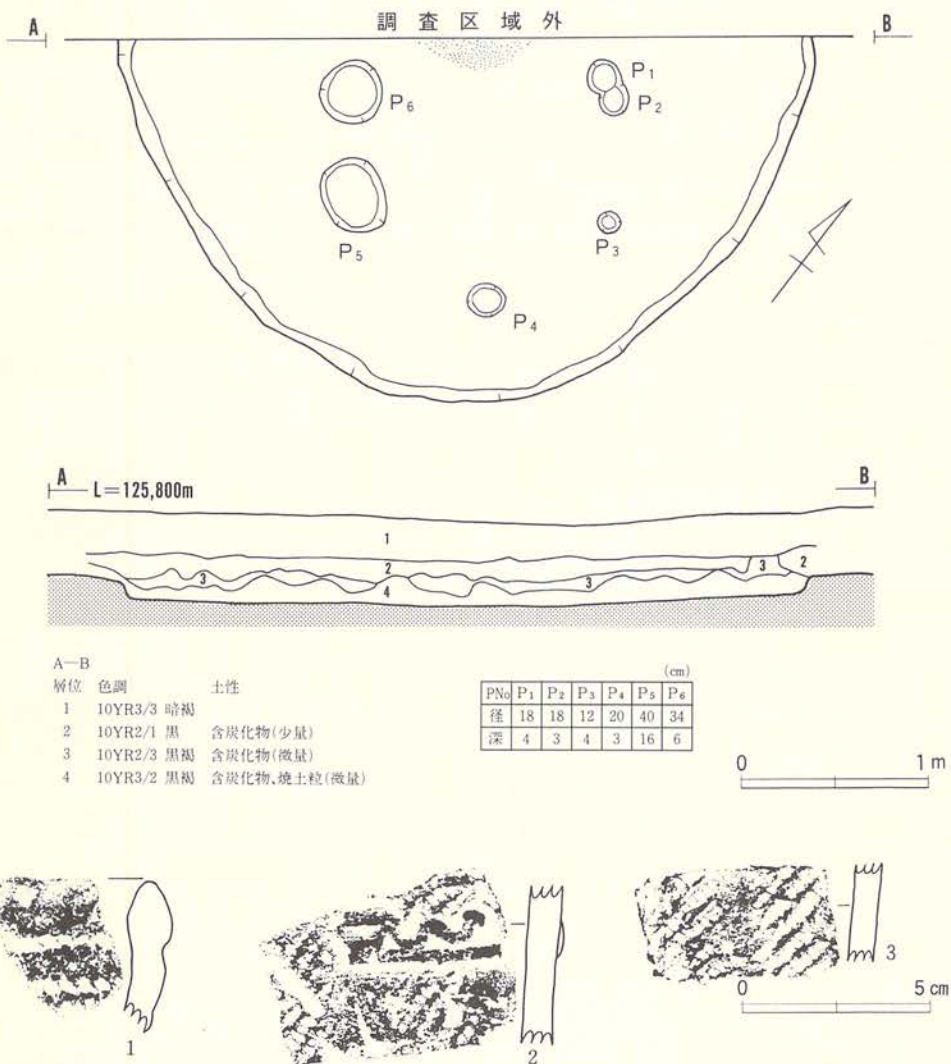 調査区域外
A B
P1
P2
P6
P3
P5
P4
A B
L=125,800m
1
2
3
4
3
3
2
A—B
層位 色調 土性
1 10YR3/3 暗褐
2 10YR2/1 黒 含炭化物(少量)
3 10YR2/3 黒褐 含炭化物(微量)
4 10YR3/2 黒褐 含炭化物、焼土粒(微量)
(cm)
PNo P1 P2 P3 P4 P5 P6
径 18 18 12 20 40 34
深 4 3 4 3 16 6
0 1m
1
2
3
0 5cm